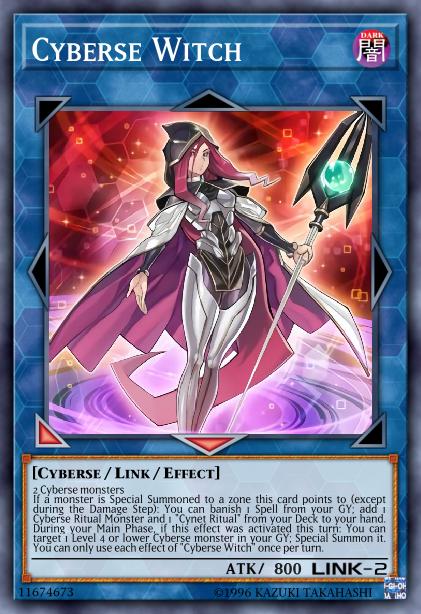 CYBERSE WITCH
DARK
闇
[CYBERSE / LINK / EFFECT]
2 Cyberse monsters
If a monster is Special Summoned to a zone this card points to (except
during the Damage Step): You can banish 1 Spell from your GY; add 1
Cyberse Ritual Monster and 1 "Cynet Ritual" from your Deck to your hand.
During your Main Phase, if this effect was activated this turn: You can
target 1 Level 4 or lower Cyberse monster in your GY; Special Summon it.
You can only use each effect of "Cyberse Witch" once per turn.
ATK/ 800 LINK-2
11674673 ©1996 KAZUKI TAKAHASHI